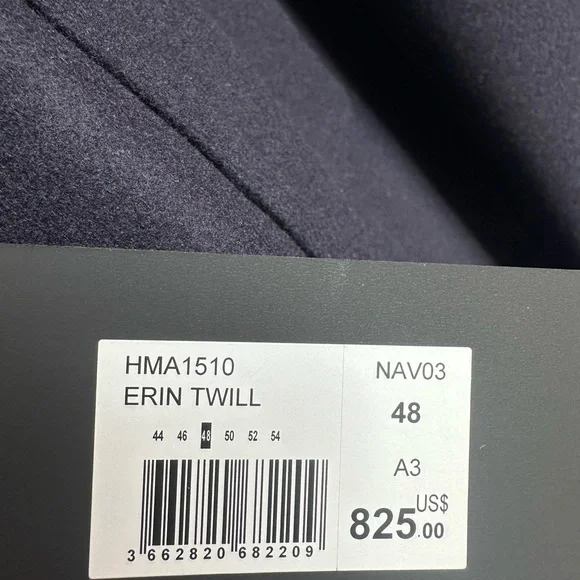 HMA1510
ERIN TWILL
44 46 48 50 52 54
3 662820 682209
NAV03
48
A3
US$
825.00